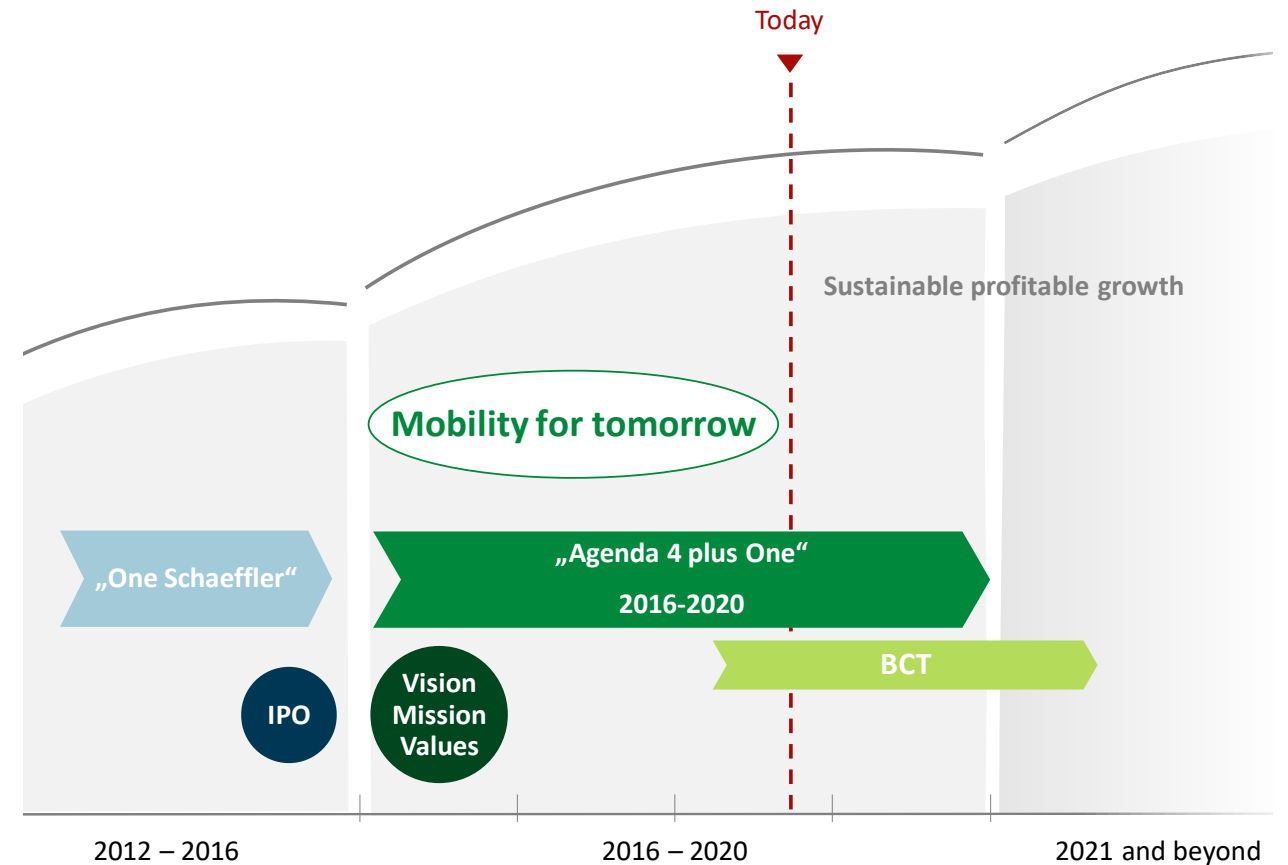 Today
Sustainable profitable growth
Mobility for tomorrow
„One Schaeffler“
„Agenda 4 plus One“
2016-2020
BCT
IPO
Vision
Mission
Values
2012 – 2016
2016 – 2020
2021 and beyond